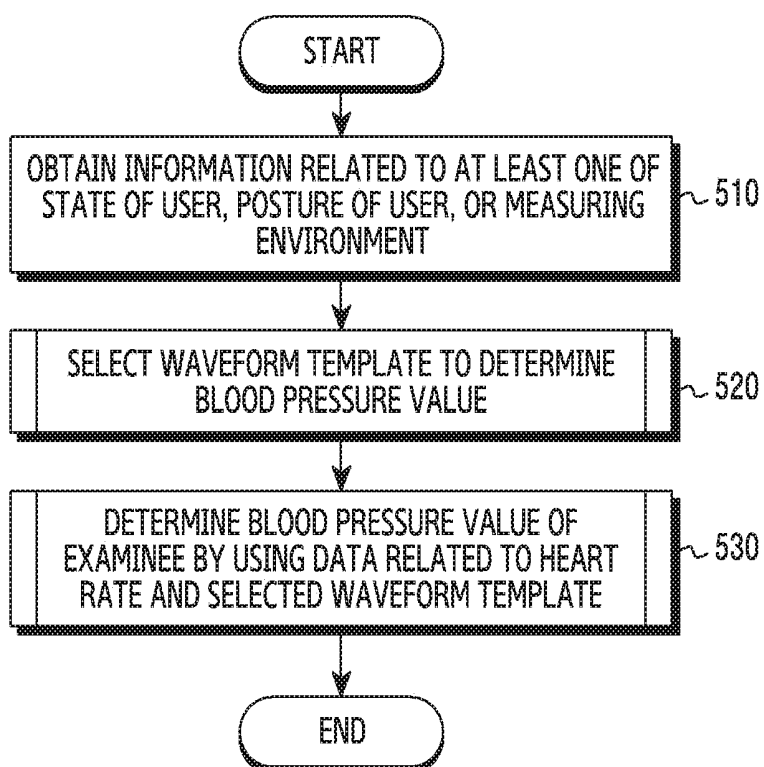 START
OBTAIN INFORMATION RELATED TO AT LEAST ONE OF
STATE OF USER, POSTURE OF USER, OR MEASURING
ENVIRONMENT
510
SELECT WAVEFORM TEMPLATE TO DETERMINE
BLOOD PRESSURE VALUE
520
DETERMINE BLOOD PRESSURE VALUE OF
EXAMINEE BY USING DATA RELATED TO HEART
RATE AND SELECTED WAVEFORM TEMPLATE
530
END